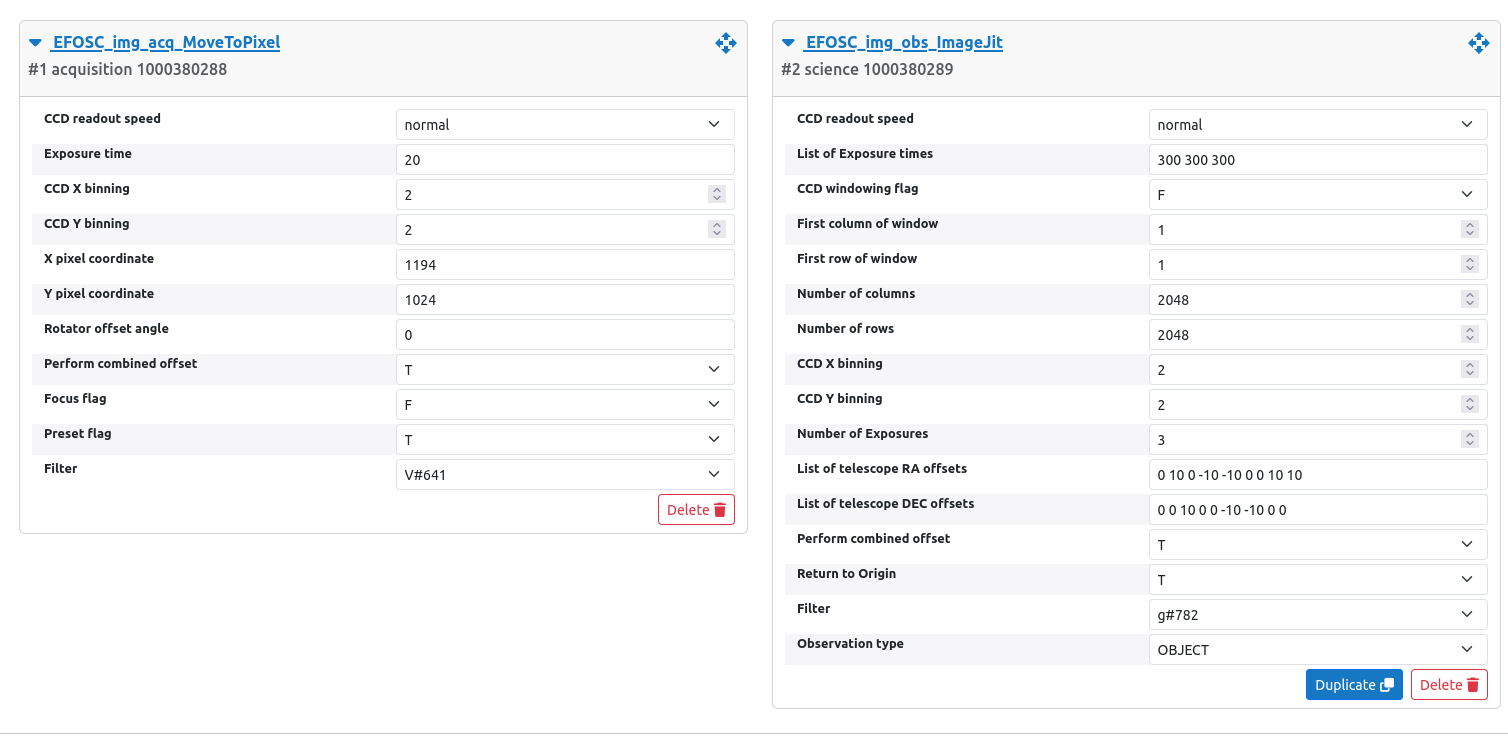 EFOSC_img_acq_MoveToPixel
#1 acquisition 1000380288
CCD readout speed normal
Exposure time 20
CCD X binning 2
CCD Y binning 2
X pixel coordinate 1194
Y pixel coordinate 1024
Rotator offset angle 0
Perform combined offset T
Focus flag F
Preset flag T
Filter V#641
Delete
EFOSC_img_obs_ImageJit
#2 science 1000380289
CCD readout speed normal
List of Exposure times 300 300 300
CCD windowing flag F
First column of window 1
First row of window 1
Number of columns 2048
Number of rows 2048
CCD X binning 2
CCD Y binning 2
Number of Exposures 3
List of telescope RA offsets 0 10 0 -10 -10 0 0 10 10
List of telescope DEC offsets 0 0 10 0 0 -10 -10 0 0
Perform combined offset T
Return to Origin T
Filter g#782
Observation type OBJECT
Duplicate Delete